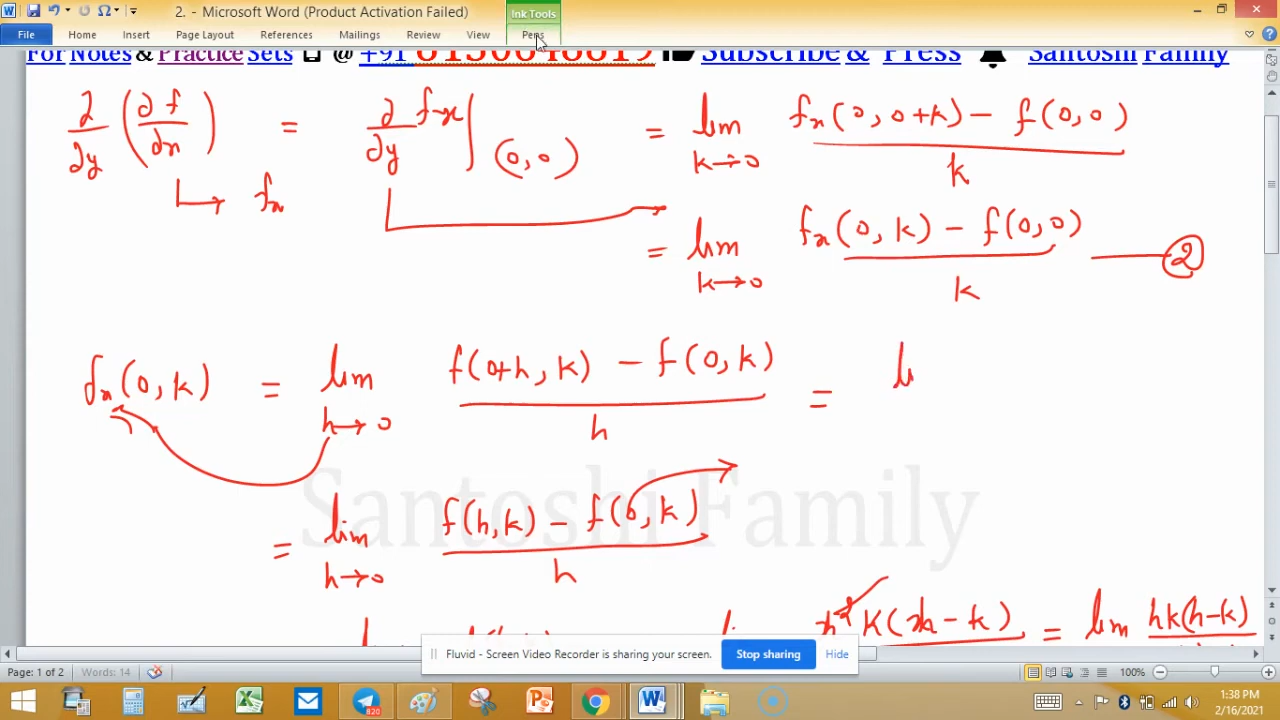 2. - Microsoft Word (Product Activation Failed)
Ink Tools
File Home Insert Page Layout References Mailings Review View Pens
For Notes & Practice Sets @ +91 Subscribe & Press Santoshi Family
∂/∂y (∂f/∂x) = ∂/∂y f-x | (0,0) = lim k→0 fx(0, 0+k) - f(0,0) / k
↳ fx
= lim k→0 fx(0, k) - f(0,0) / k — ②
fx(0, k) = lim h→0 f(0+h, k) - f(0, k) / h = li
Santoshi Family
= lim h→0 f(h,k) - f(0,k) / h
K(xh - k) = lim hk(h-k)
Fluvid - Screen Video Recorder is sharing your screen. Stop sharing Hide
Page: 1 of 2 Words: 14 100%
820
1:38 PM
2/16/2021